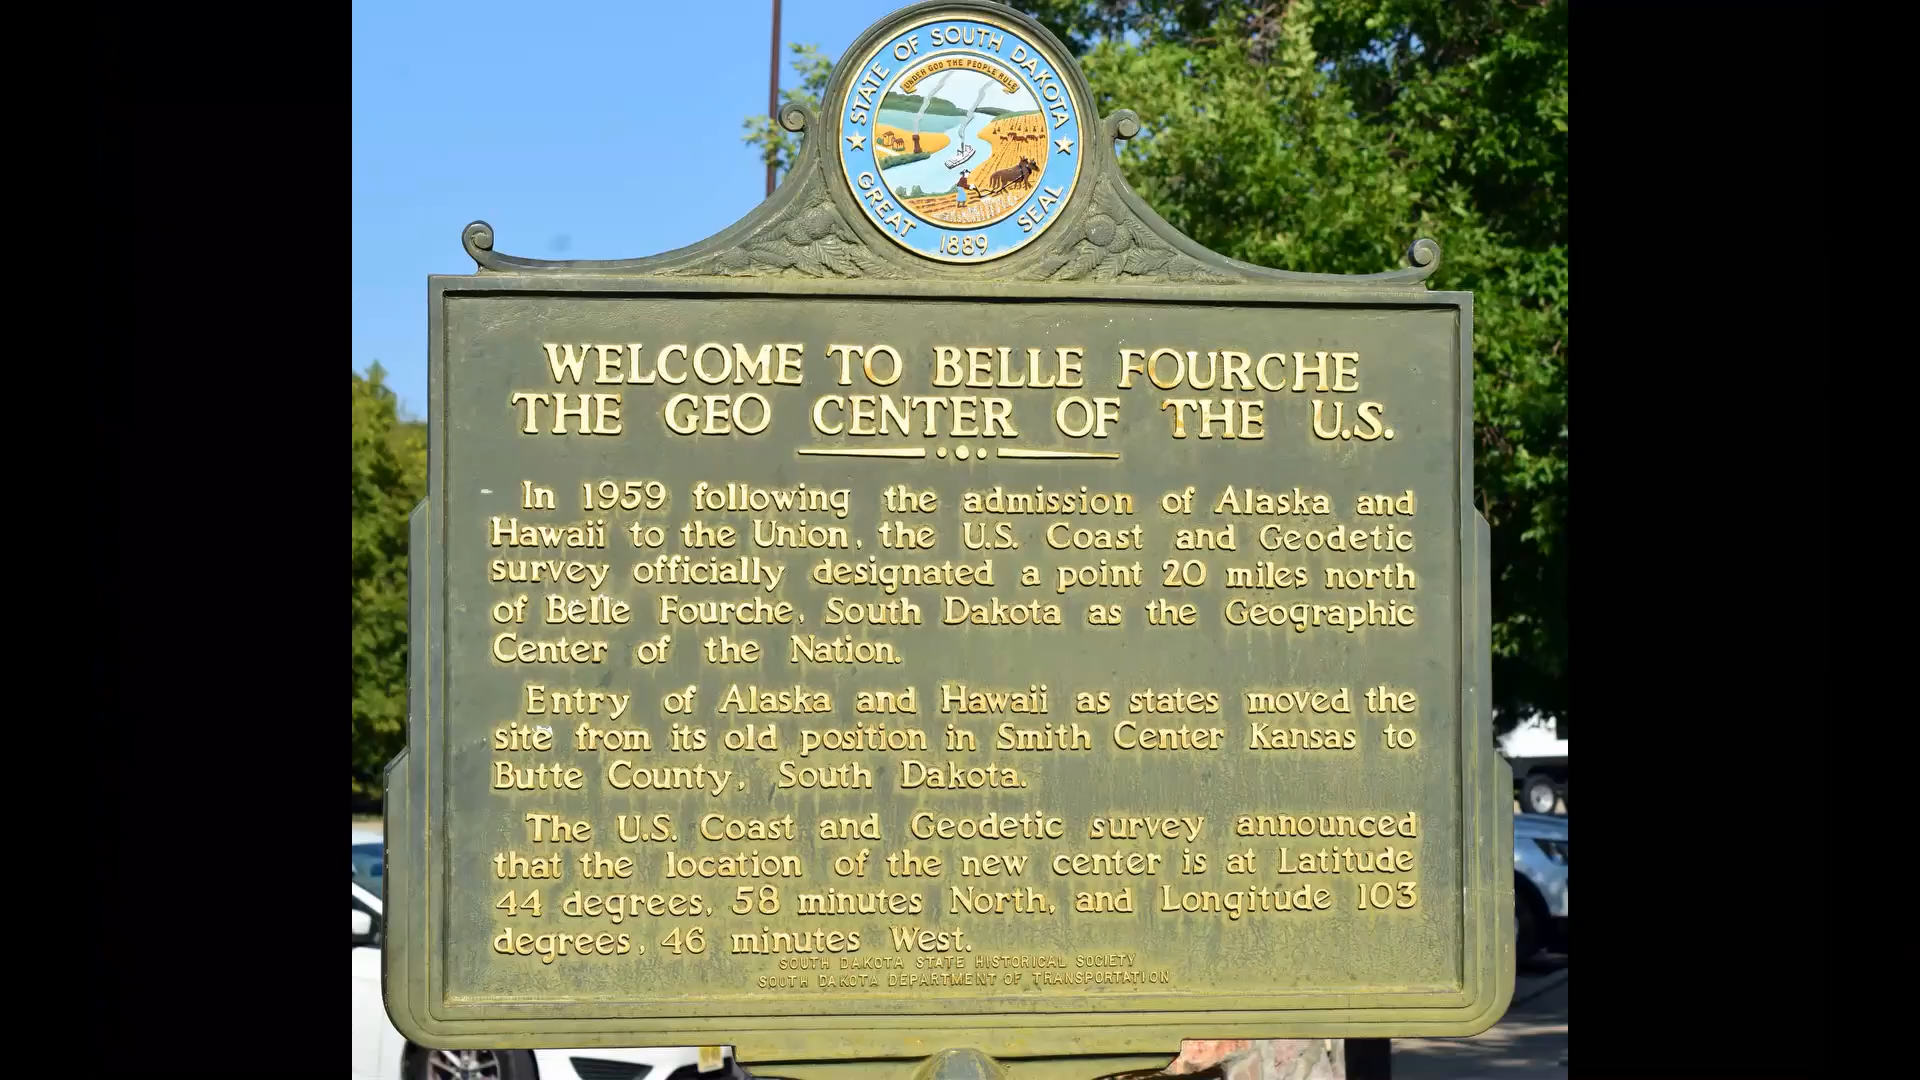 STATE OF SOUTH DAKOTA
UNDER GOD THE PEOPLE RULE
GREAT SEAL
1889
WELCOME TO BELLE FOURCHE
THE GEO CENTER OF THE U.S.
In 1959 following the admission of Alaska and
Hawaii to the Union, the U.S. Coast and Geodetic
survey officially designated a point 20 miles north
of Belle Fourche, South Dakota as the Geographic
Center of the Nation.
Entry of Alaska and Hawaii as states moved the
site from its old position in Smith Center Kansas to
Butte County, South Dakota.
The U.S. Coast and Geodetic survey announced
that the location of the new center is at Latitude
44 degrees, 58 minutes North, and Longitude 103
degrees, 46 minutes West.
SOUTH DAKOTA STATE HISTORICAL SOCIETY
SOUTH DAKOTA DEPARTMENT OF TRANSPORTATION